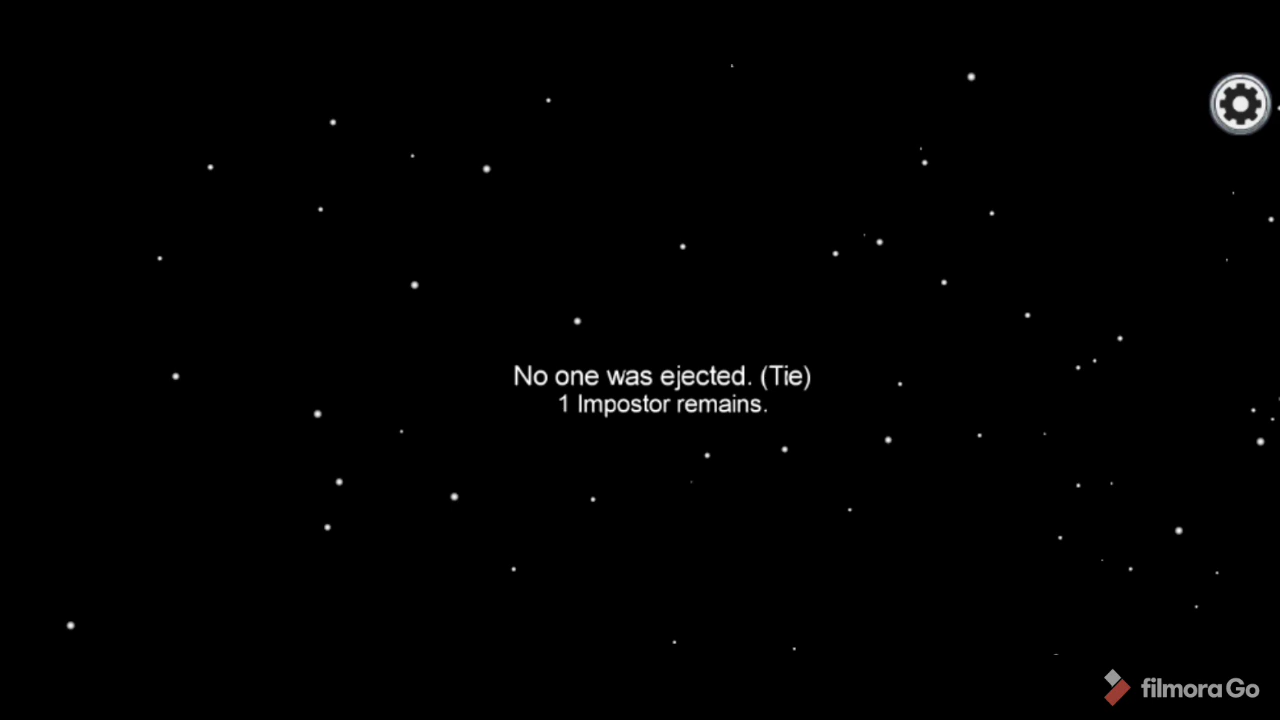 No one was ejected. (Tie)
1 Impostor remains.
filmora Go